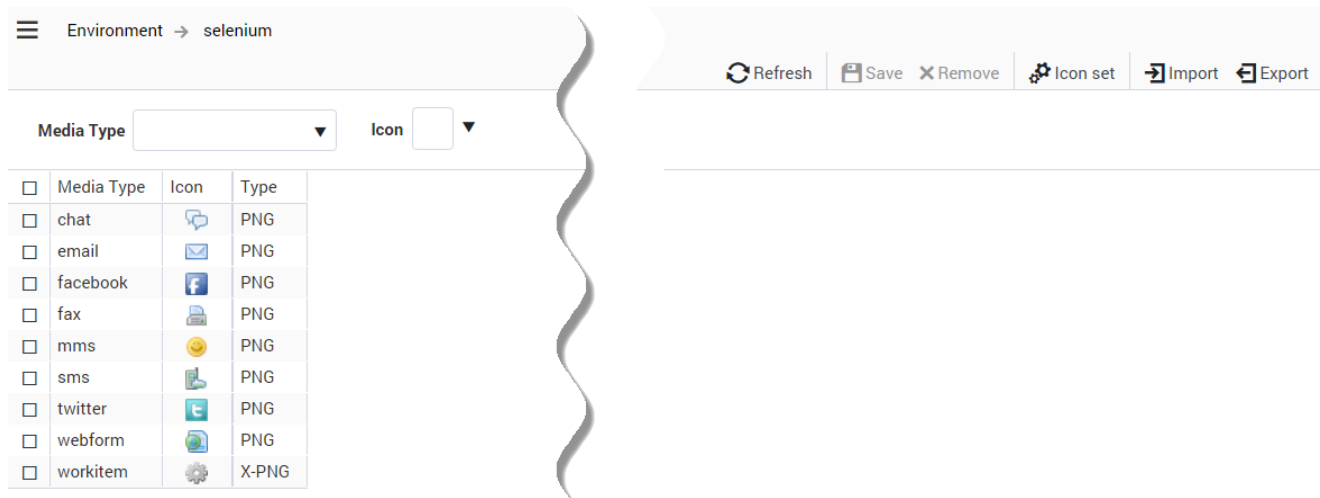 Environment → selenium
Refresh Save Remove Icon set Import Export
Media Type Icon
Media Type Icon Type
chat PNG
email PNG
facebook PNG
fax PNG
mms PNG
sms PNG
twitter PNG
webform PNG
workitem X-PNG